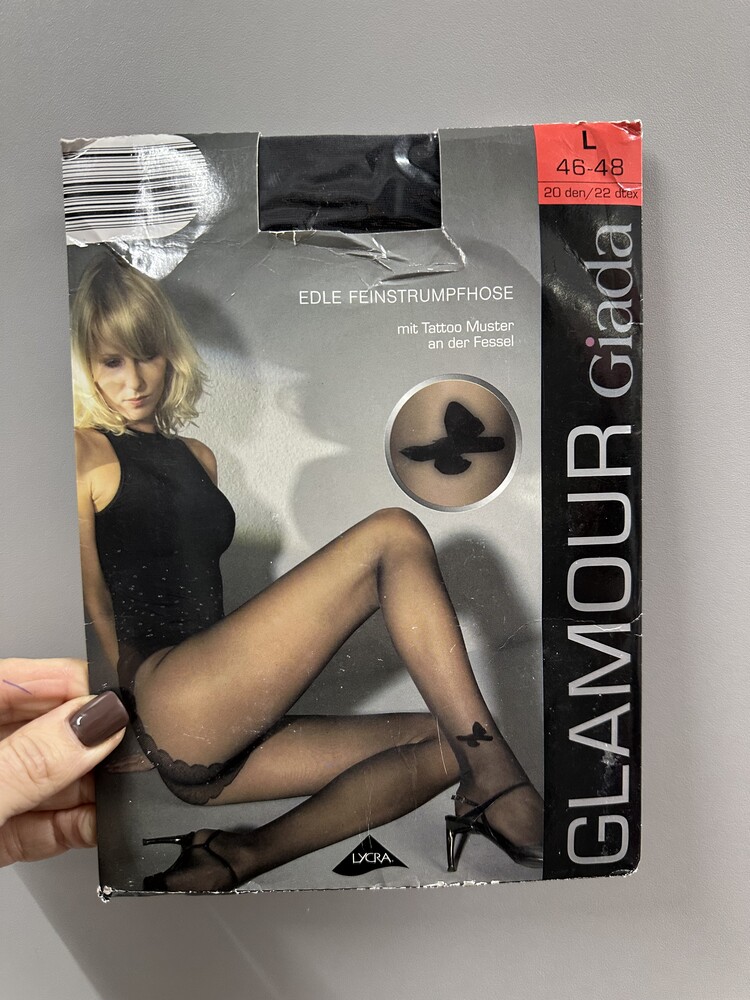 L
46-48
20 den/22 dtex
EDLE FEINSTRUMPFHOSE
mit Tattoo Muster
an der Fessel
GLAMOUR Giada
LYCRA®